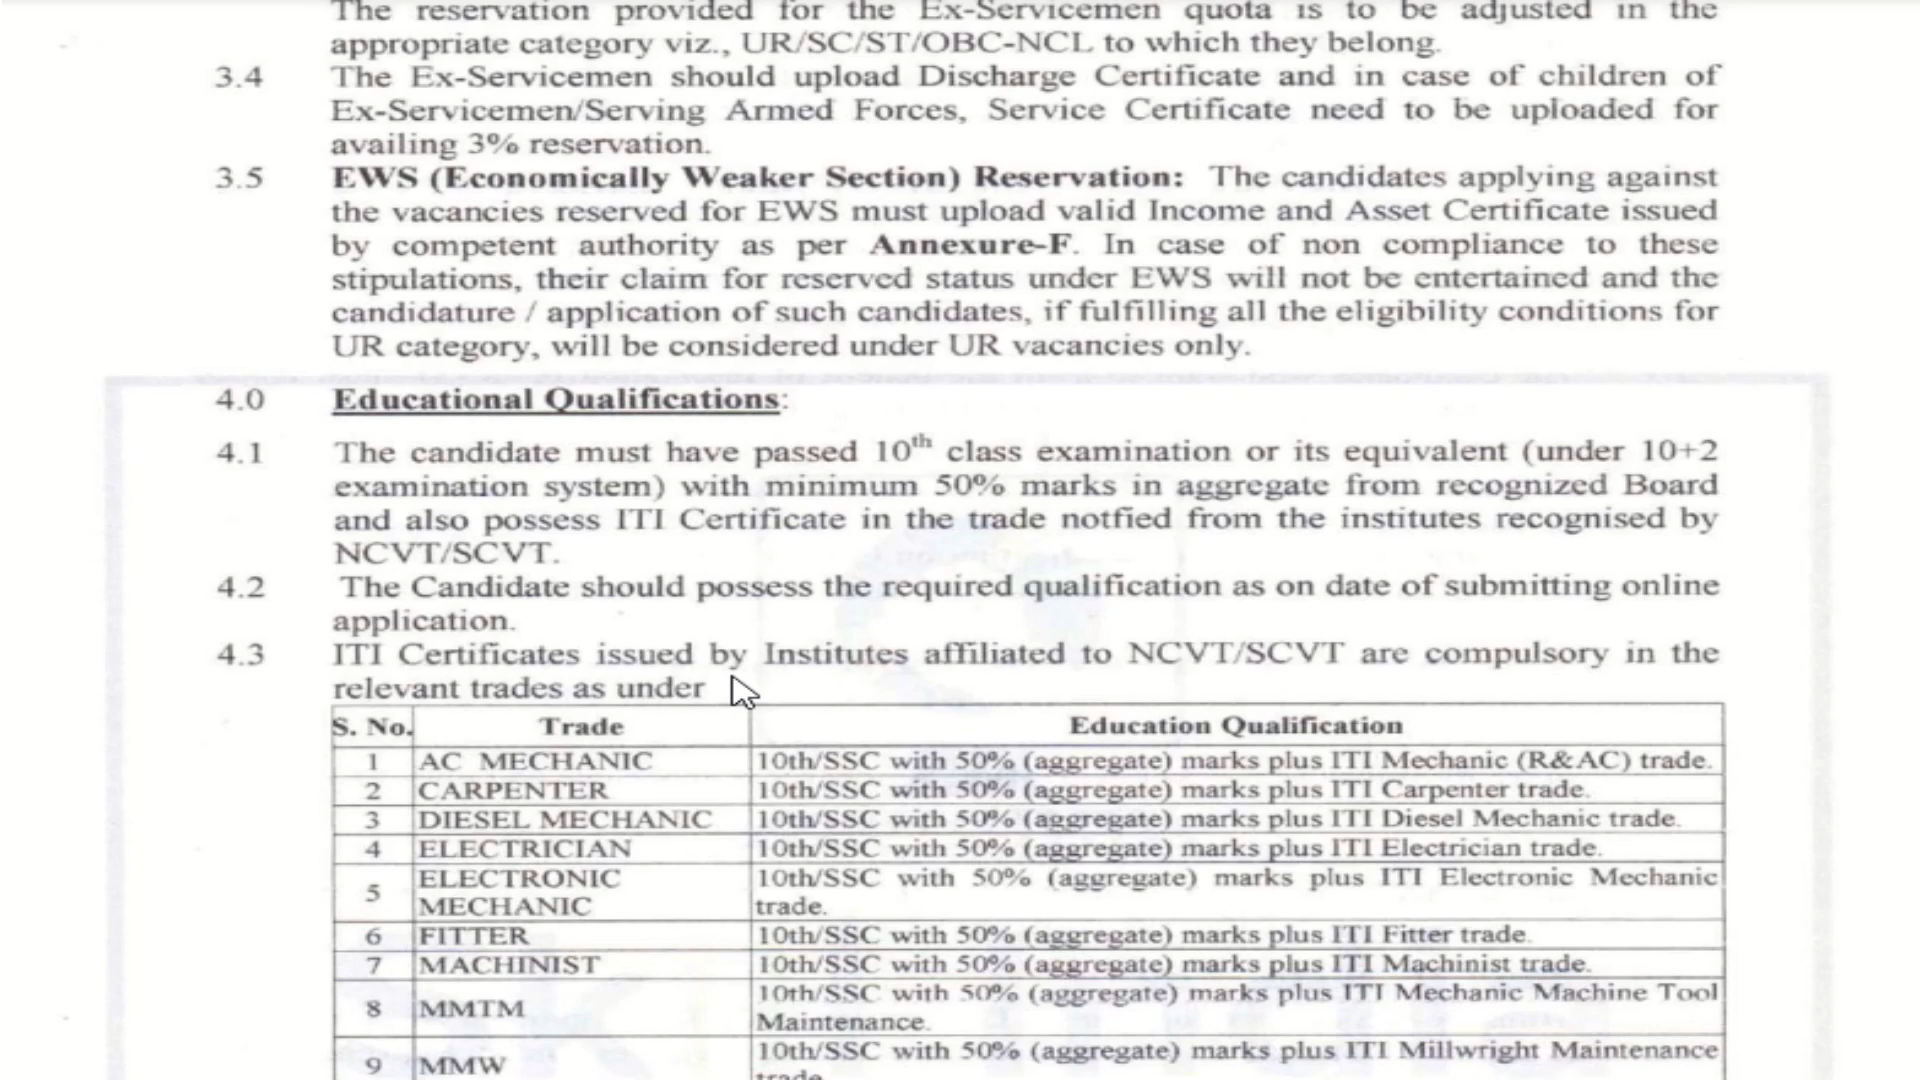 The reservation provided for the Ex-Servicemen quota is to be adjusted in the
appropriate category viz., UR/SC/ST/OBC-NCL to which they belong.
3.4 The Ex-Servicemen should upload Discharge Certificate and in case of children of
Ex-Servicemen/Serving Armed Forces, Service Certificate need to be uploaded for
availing 3% reservation.
3.5 EWS (Economically Weaker Section) Reservation: The candidates applying against
the vacancies reserved for EWS must upload valid Income and Asset Certificate issued
by competent authority as per Annexure-F. In case of non compliance to these
stipulations, their claim for reserved status under EWS will not be entertained and the
candidature / application of such candidates, if fulfilling all the eligibility conditions for
UR category, will be considered under UR vacancies only.
4.0 Educational Qualifications:
4.1 The candidate must have passed 10th class examination or its equivalent (under 10+2
examination system) with minimum 50% marks in aggregate from recognized Board
and also possess ITI Certificate in the trade notfied from the institutes recognised by
NCVT/SCVT.
4.2 The Candidate should possess the required qualification as on date of submitting online
application.
4.3 ITI Certificates issued by Institutes affiliated to NCVT/SCVT are compulsory in the
relevant trades as under
S. No. Trade Education Qualification
1 AC MECHANIC 10th/SSC with 50% (aggregate) marks plus ITI Mechanic (R&AC) trade.
2 CARPENTER 10th/SSC with 50% (aggregate) marks plus ITI Carpenter trade.
3 DIESEL MECHANIC 10th/SSC with 50% (aggregate) marks plus ITI Diesel Mechanic trade.
4 ELECTRICIAN 10th/SSC with 50% (aggregate) marks plus ITI Electrician trade.
5 ELECTRONIC MECHANIC 10th/SSC with 50% (aggregate) marks plus ITI Electronic Mechanic
trade.
6 FITTER 10th/SSC with 50% (aggregate) marks plus ITI Fitter trade.
7 MACHINIST 10th/SSC with 50% (aggregate) marks plus ITI Machinist trade.
8 MMTM 10th/SSC with 50% (aggregate) marks plus ITI Mechanic Machine Tool
Maintenance.
9 MMW 10th/SSC with 50% (aggregate) marks plus ITI Millwright Maintenance
trade